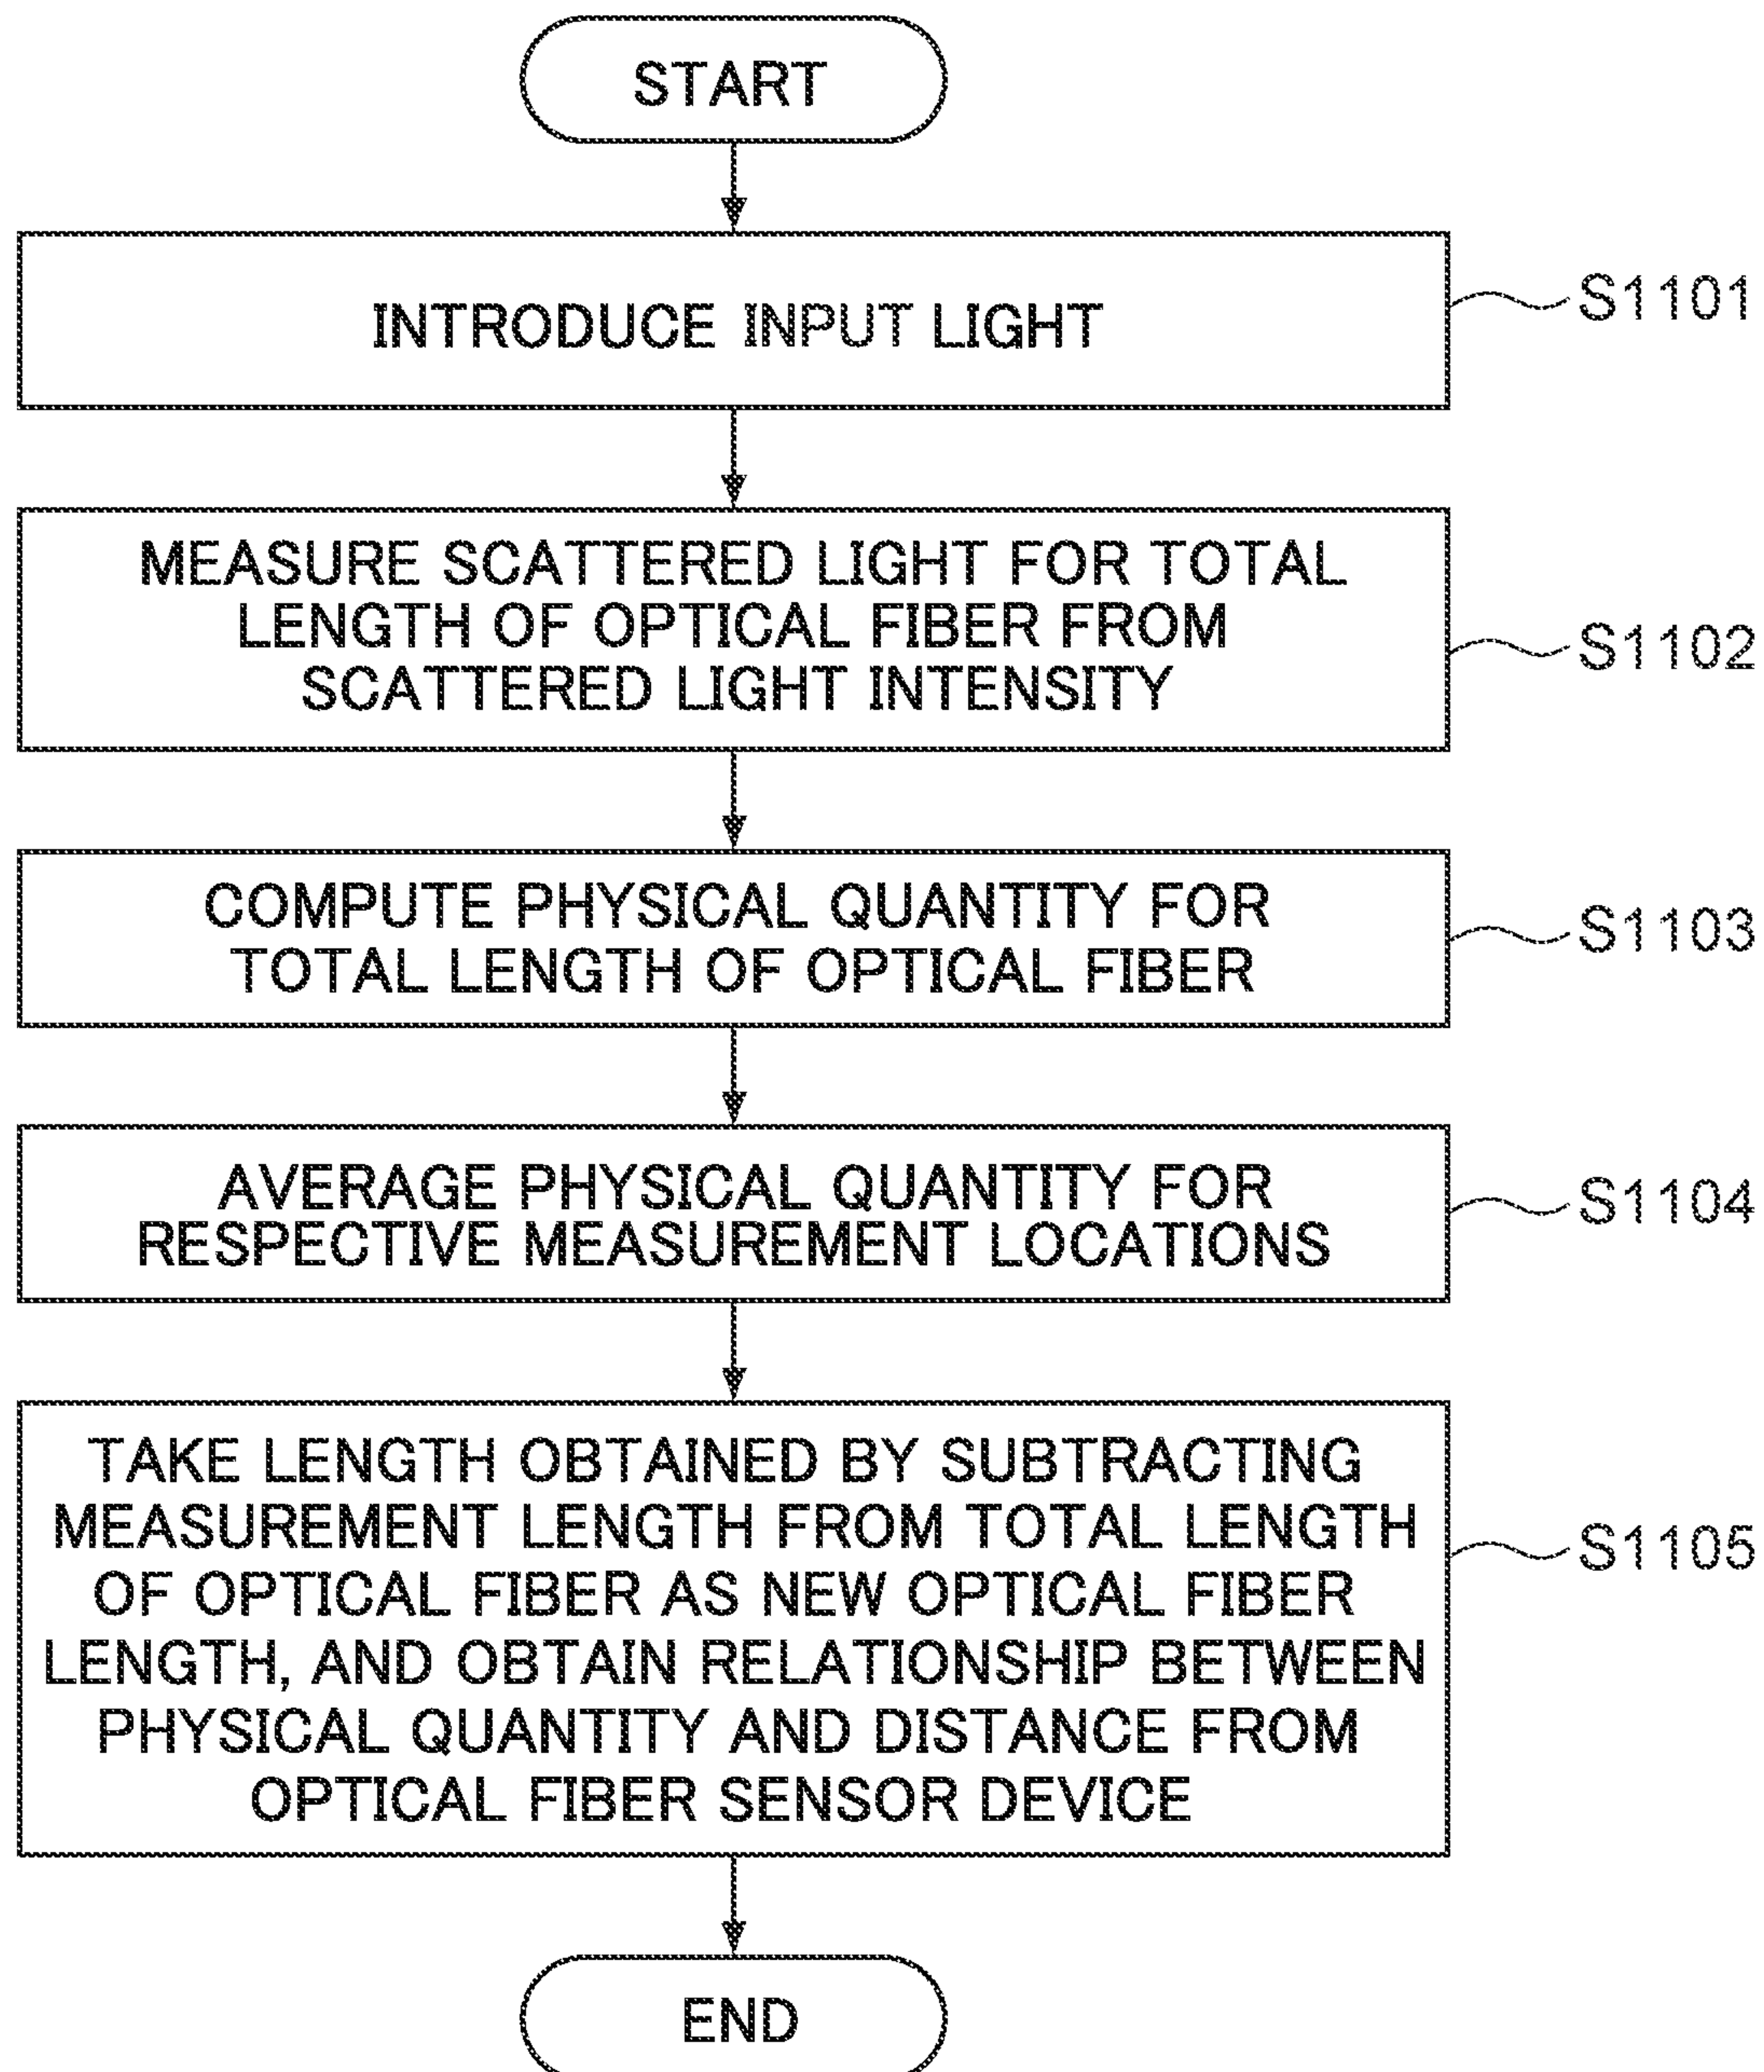 START
INTRODUCE INPUT LIGHT
S1101
MEASURE SCATTERED LIGHT FOR TOTAL
LENGTH OF OPTICAL FIBER FROM
SCATTERED LIGHT INTENSITY
S1102
COMPUTE PHYSICAL QUANTITY FOR
TOTAL LENGTH OF OPTICAL FIBER
S1103
AVERAGE PHYSICAL QUANTITY FOR
RESPECTIVE MEASUREMENT LOCATIONS
S1104
TAKE LENGTH OBTAINED BY SUBTRACTING
MEASUREMENT LENGTH FROM TOTAL LENGTH
OF OPTICAL FIBER AS NEW OPTICAL FIBER
LENGTH, AND OBTAIN RELATIONSHIP BETWEEN
PHYSICAL QUANTITY AND DISTANCE FROM
OPTICAL FIBER SENSOR DEVICE
S1105
END